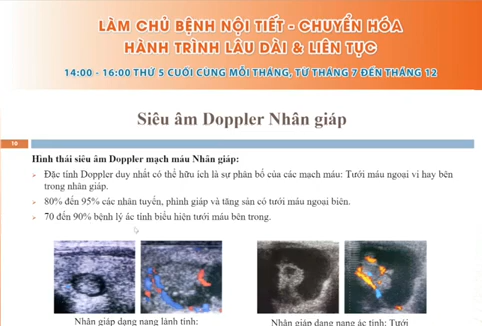 LÀM CHỦ BỆNH NỘI TIẾT - CHUYỂN HÓA
HÀNH TRÌNH LÂU DÀI & LIÊN TỤC
14:00 - 16:00 THỨ 5 CUỐI CÙNG MỖI THÁNG, TỪ THÁNG 7 ĐẾN THÁNG 12
Siêu âm Doppler Nhân giáp
10
Hình thái siêu âm Doppler mạch máu Nhân giáp:
Đặc tính Doppler duy nhất có thể hữu ích là sự phân bố của các mạch máu: Tưới máu ngoại vi hay bên
trong nhân giáp.
80% đến 95% các nhân tuyến, phình giáp và tăng sản có tưới máu ngoại biên.
70 đến 90% bệnh lý ác tính biểu hiện tưới máu bên trong.
Nhân giáp dạng nang lành tính:
Nhân giáp dạng nang ác tính: Tưới